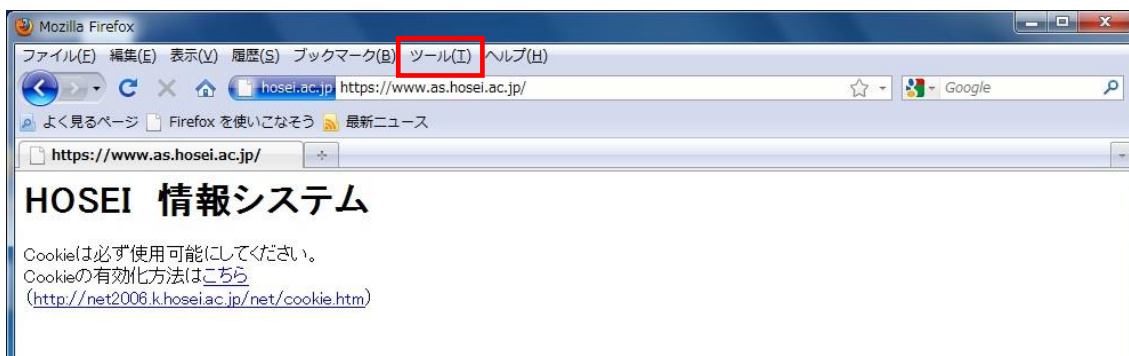 Mozilla Firefox
ファイル(F) 編集(E) 表示(V) 履歴(S) ブックマーク(B) ツール(T) ヘルプ(H)
hosei.ac.jp https://www.as.hosei.ac.jp/ Google
よく見るページ Firefox を使いこなそう 最新ニュース
https://www.as.hosei.ac.jp/
HOSEI 情報システム
Cookieは必ず使用可能にしてください。
Cookieの有効化方法はこちら
(http://net2006.k.hosei.ac.jp/net/cookie.htm)